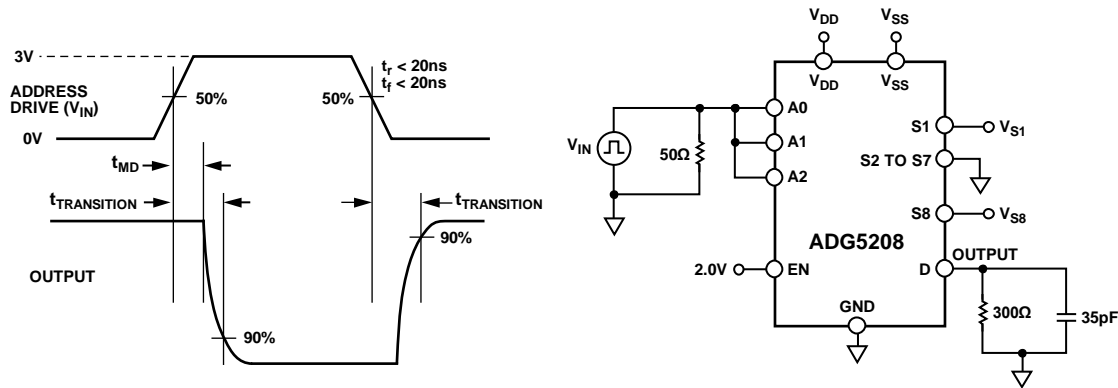 3V
ADDRESS
DRIVE (VIN)
0V
50%
50%
tr < 20ns
tf < 20ns
tMD
tTRANSITION
tTRANSITION
90%
OUTPUT
90%
VDD
VSS
VDD
VSS
A0
A1
A2
VIN
50Ω
S1
VS1
S2 TO S7
S8
VS8
ADG5208
OUTPUT
2.0V
EN
D
GND
300Ω
35pF